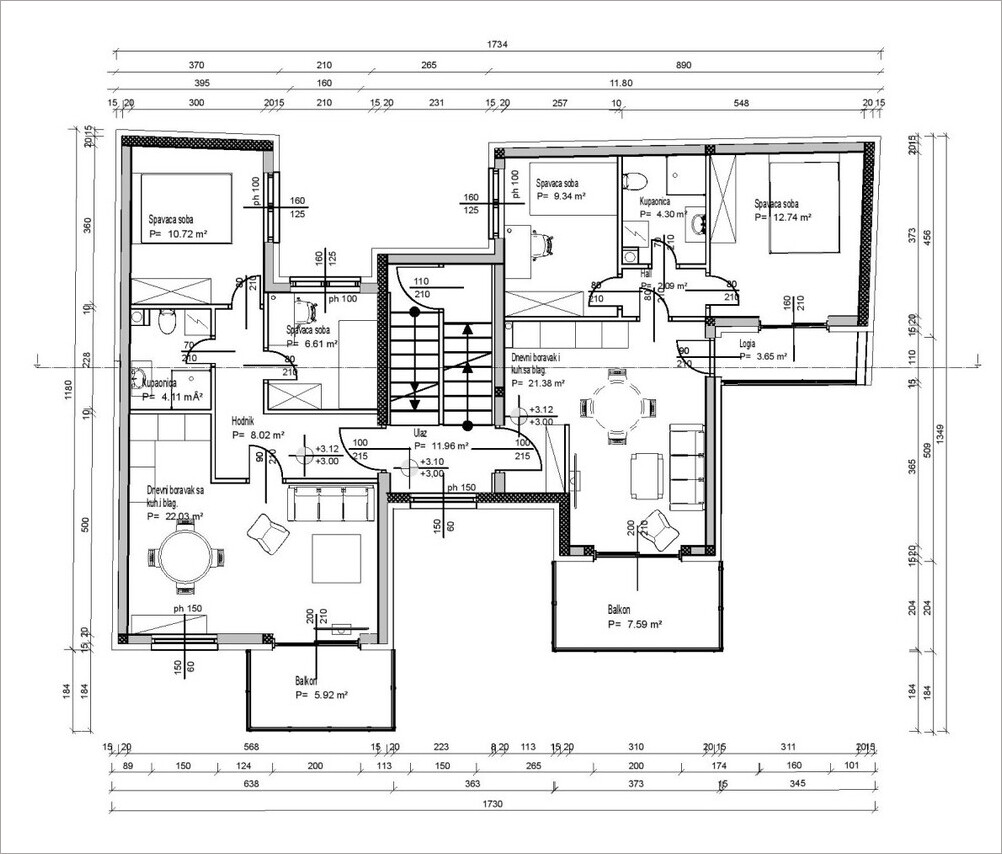 1734
370 210 265 890
395 160 11.80
15 20 300 2015 210 15 20 231 15 20 257 10 548 20 15
2015
360
10
228
10
500
20
15
1180
184
184
2015
373
456
15 20
110
15
365
509
1349
15 20
204
204
184
184
Spavaca soba
P= 10.72 m²
ph 100
160
125
160
125
ph 100
160
125
ph 100
Spavaca soba
P= 9.34 m²
Kupaonica
P= 4.30 m²
Spavaca soba
P= 12.74 m²
70
210
Hall
P= 2.09 m²
80
210
80
210
80
210
160
210
80
210
110
210
Spavaca soba
P= 6.61 m²
70
210
80
210
Kupaonica
P= 4.11 mÂ²
Logia
P= 3.65 m²
90
210
Dnevni boravak i
kuh.sa blag.
P= 21.38 m²
Hodnik
P= 8.02 m²
+3.12
+3.00
100
215
Ulaz
P= 11.96 m²
+3.10
+3,00
100
215
+3.12
+3.00
90
210
ph 150
150
60
Dnevni boravak sa
kuh.i blag.
P= 22.03 m²
200
210
ph 150
150
60
200
210
Balkon
P= 7.59 m²
Balkon
P= 5.92 m²
15 20 568 15 20 223 8 20 113 15 20 310 2015 311 2015
89 150 124 200 113 150 265 200 174 160 101
638 363 373 15 345
1730